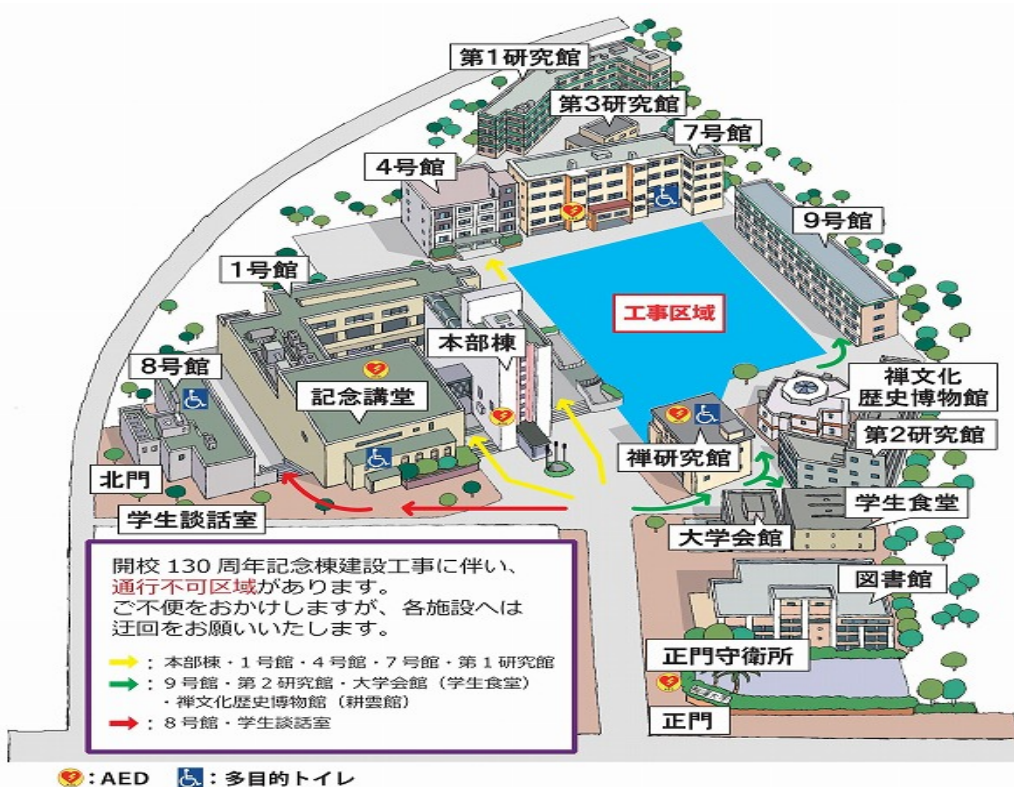 第1研究館
第3研究館
7号館
4号館
9号館
1号館
工事区域
本部棟
8号館
記念講堂
禅文化
歴史博物館
第2研究館
禅研究館
北門
学生食堂
学生談話室
大学会館
図書館
開校130周年記念棟建設工事に伴い、
通行不可区域があります。
ご不便をおかけしますが、各施設へは
迂回をお願いいたします。
：本部棟・1号館・4号館・7号館・第1研究館
：9号館・第2研究館・大学会館（学生食堂）
・禅文化歴史博物館（耕雲館）
：8号館・学生談話室
正門守衛所
正門
：AED ：多目的トイレ